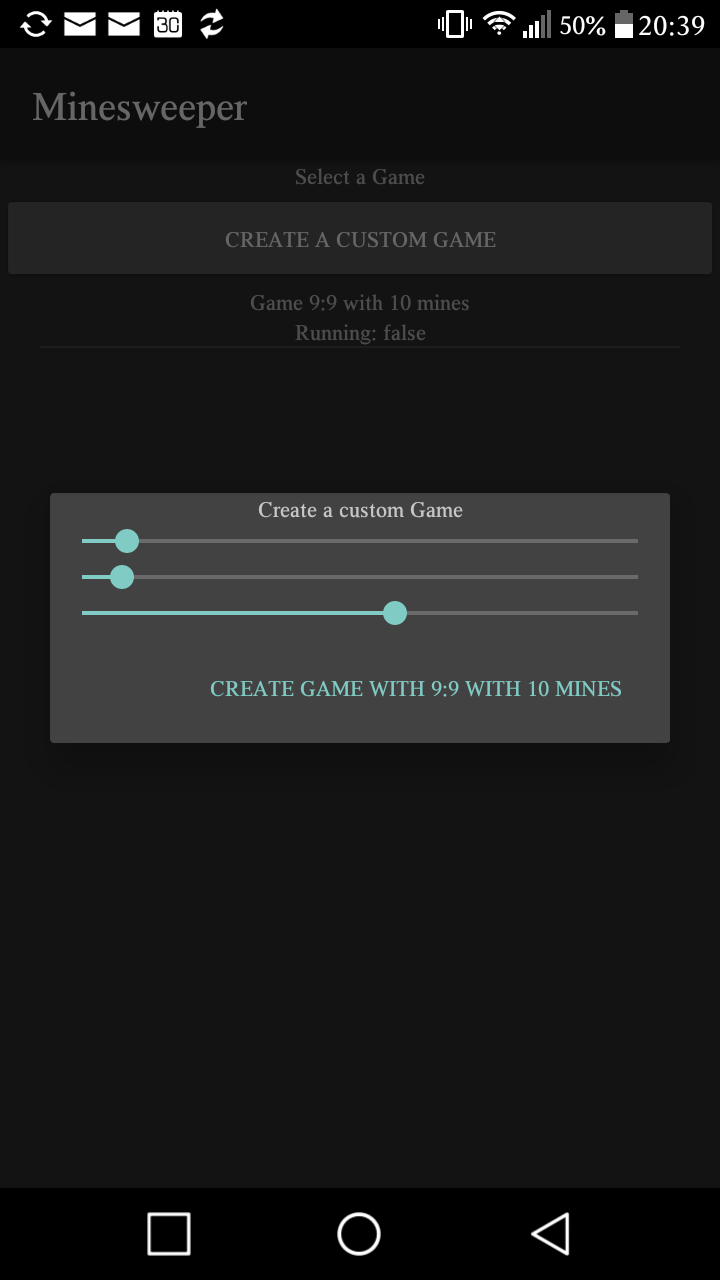 30 50% 20:39
Minesweeper
Select a Game
CREATE A CUSTOM GAME
Game 9:9 with 10 mines
Running: false
Create a custom Game
CREATE GAME WITH 9:9 WITH 10 MINES